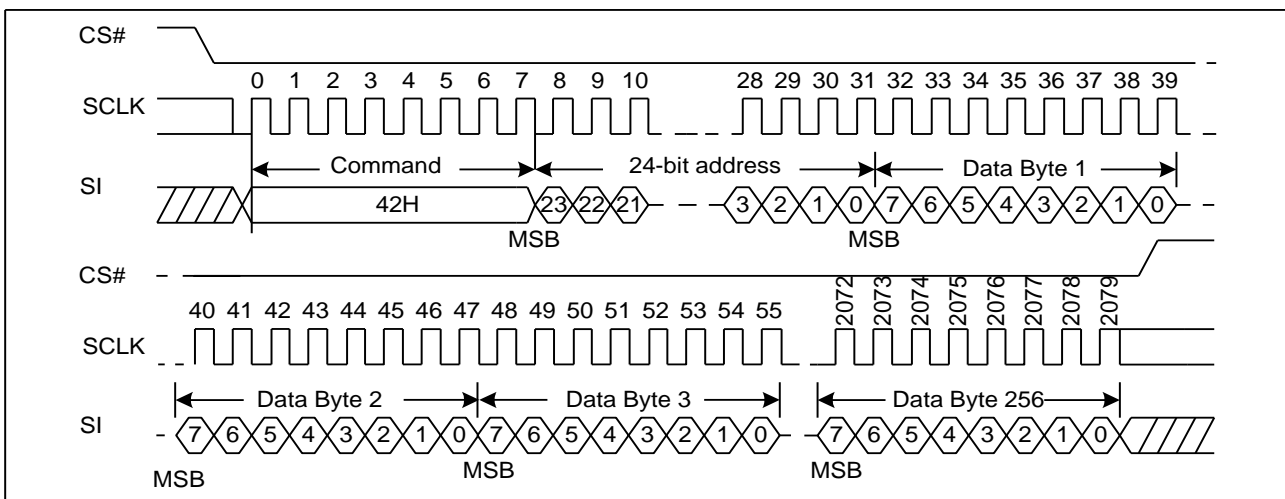 CS#
0 1 2 3 4 5 6 7 8 9 10 28 29 30 31 32 33 34 35 36 37 38 39
SCLK
Command 24-bit address Data Byte 1
SI
42H 23 22 21 3 2 1 0 7 6 5 4 3 2 1 0
MSB MSB
CS#
40 41 42 43 44 45 46 47 48 49 50 51 52 53 54 55 2072 2073 2074 2075 2076 2077 2078 2079
SCLK
Data Byte 2 Data Byte 3 Data Byte 256
SI
7 6 5 4 3 2 1 0 7 6 5 4 3 2 1 0 7 6 5 4 3 2 1 0
MSB MSB MSB